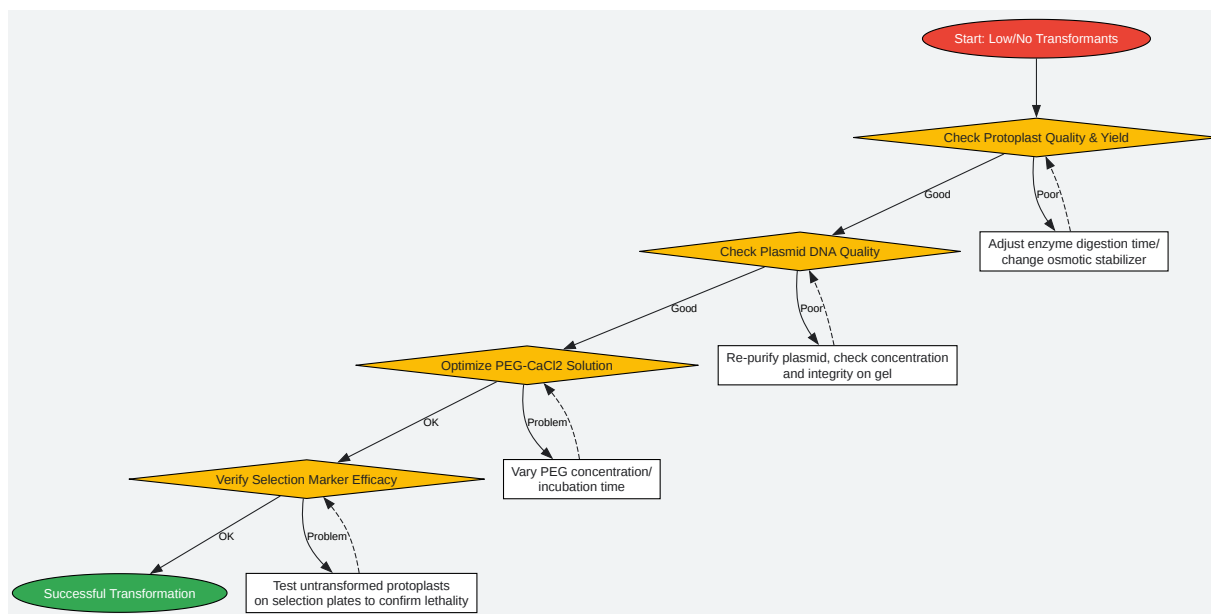 Start: Low/No Transformants
Check Protoplast Quality & Yield
Good
Poor
Adjust enzyme digestion time/
change osmotic stabilizer
Check Plasmid DNA Quality
Good
Poor
Re-purify plasmid, check concentration
and integrity on gel
Optimize PEG-CaCl2 Solution
OK
Problem
Vary PEG concentration/
incubation time
Verify Selection Marker Efficacy
OK
Problem
Successful Transformation
Test untransformed protoplasts
on selection plates to confirm lethality